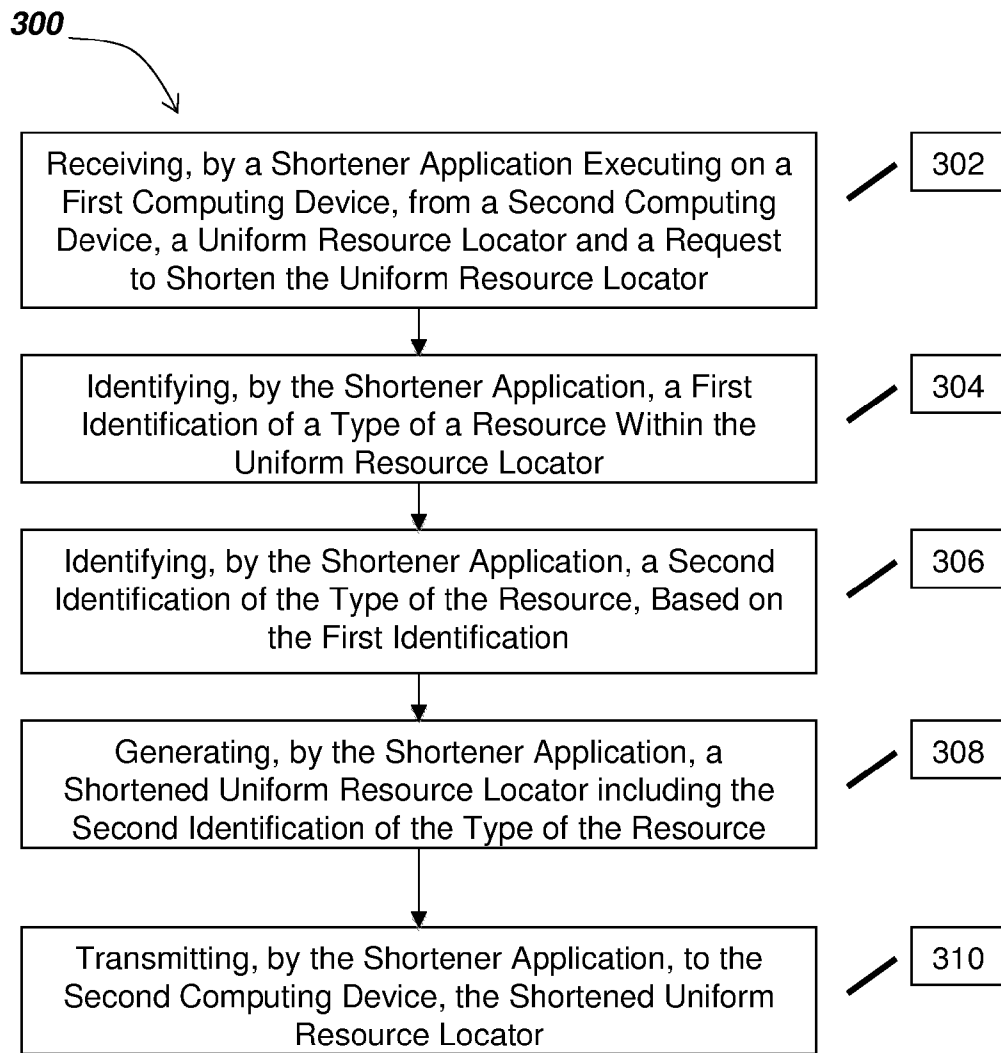 300
Receiving, by a Shortener Application Executing on a
First Computing Device, from a Second Computing
Device, a Uniform Resource Locator and a Request
to Shorten the Uniform Resource Locator
302
Identifying, by the Shortener Application, a First
Identification of a Type of a Resource Within the
Uniform Resource Locator
304
Identifying, by the Shortener Application, a Second
Identification of the Type of the Resource, Based on
the First Identification
306
Generating, by the Shortener Application, a
Shortened Uniform Resource Locator including the
Second Identification of the Type of the Resource
308
Transmitting, by the Shortener Application, to the
Second Computing Device, the Shortened Uniform
Resource Locator
310